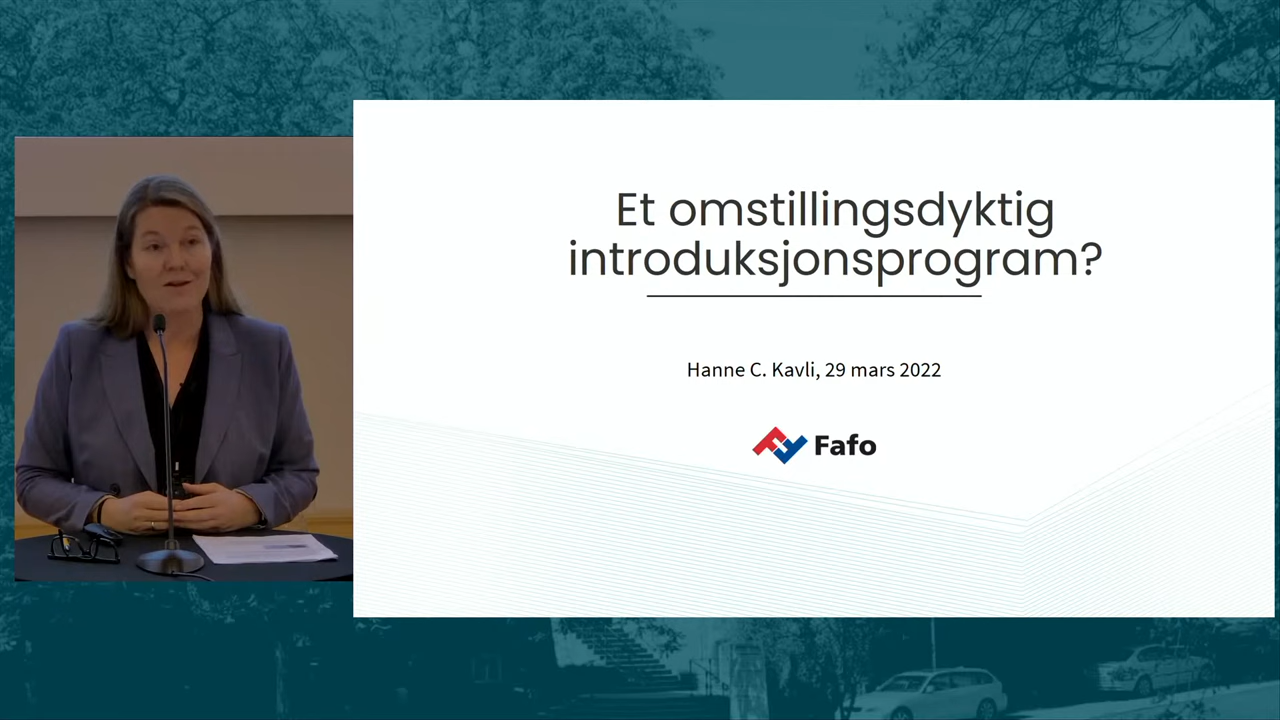 Et omstillingsdyktig
introduksjonsprogram?
Hanne C. Kavli, 29 mars 2022
Fafo